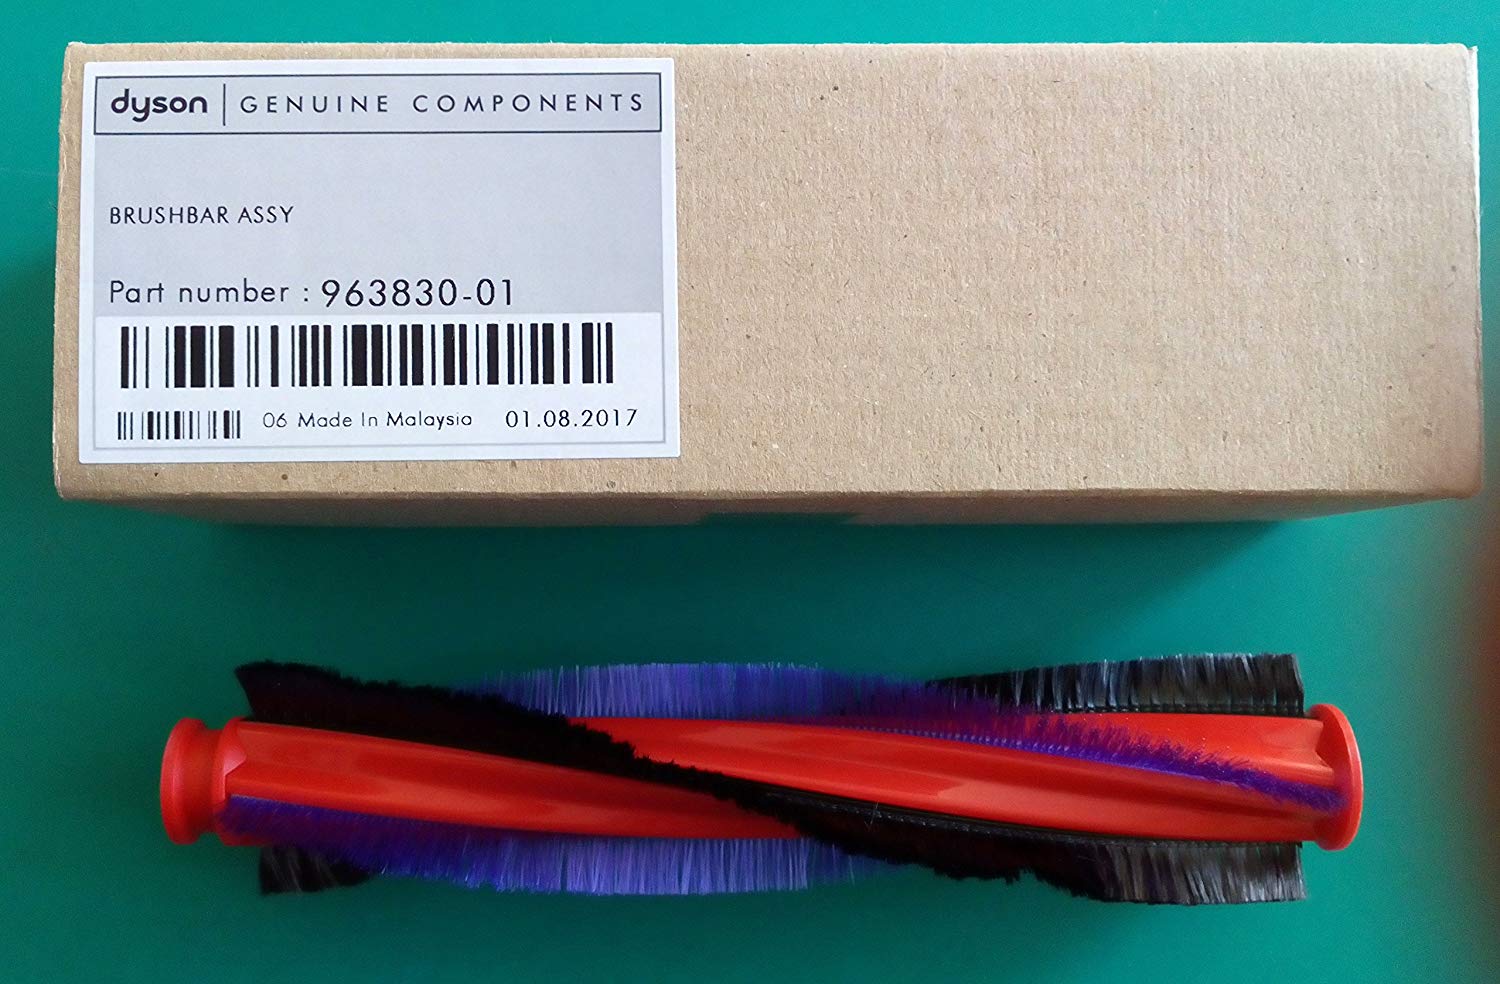 dyson GENUINE COMPONENTS
BRUSHBAR ASSY
Part number : 963830-01
06 Made In Malaysia 01.08.2017